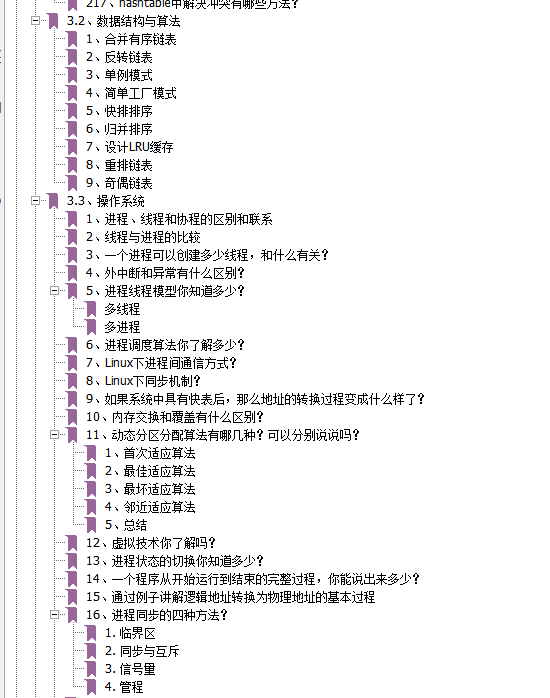 217、hashtable中解决冲突有哪些方法？
3.2、数据结构与算法
1、合并有序链表
2、反转链表
3、单例模式
4、简单工厂模式
5、快排排序
6、归并排序
7、设计LRU缓存
8、重排链表
9、奇偶链表
3.3、操作系统
1、进程、线程和协程的区别和联系
2、线程与进程的比较
3、一个进程可以创建多少线程，和什么有关？
4、外中断和异常有什么区别？
5、进程线程模型你知道多少？
多线程
多进程
6、进程调度算法你了解多少？
7、Linux下进程间通信方式？
8、Linux下同步机制？
9、如果系统中具有快表后，那么地址的转换过程变成什么样了？
10、内存交换和覆盖有什么区别？
11、动态分区分配算法有哪几种？可以分别说说吗？
1、首次适应算法
2、最佳适应算法
3、最坏适应算法
4、邻近适应算法
5、总结
12、虚拟技术你了解吗？
13、进程状态的切换你知道多少？
14、一个程序从开始运行到结束的完整过程，你能说出来多少？
15、通过例子讲解逻辑地址转换为物理地址的基本过程
16、进程同步的四种方法？
1. 临界区
2. 同步与互斥
3. 信号量
4. 管程